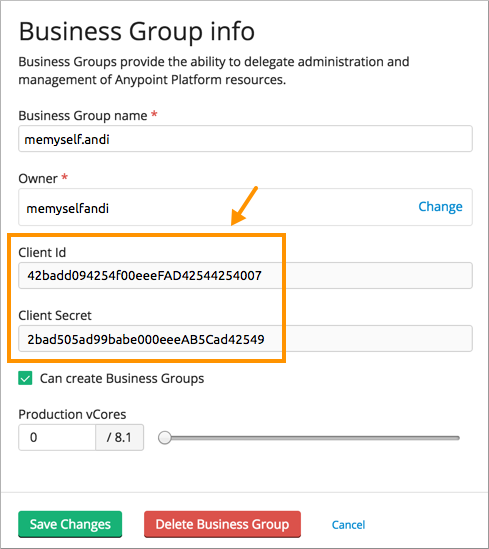 Business Group info
Business Groups provide the ability to delegate administration and
management of Anypoint Platform resources.
Business Group name *
memyself.andi
Owner *
memyselfandi
Change
Client Id
42badd094254f00eeeFAD42544254007
Client Secret
2bad505ad99babe000eeeAB5Cad42549
Can create Business Groups
Production vCores
0 / 8.1
Save Changes Delete Business Group Cancel